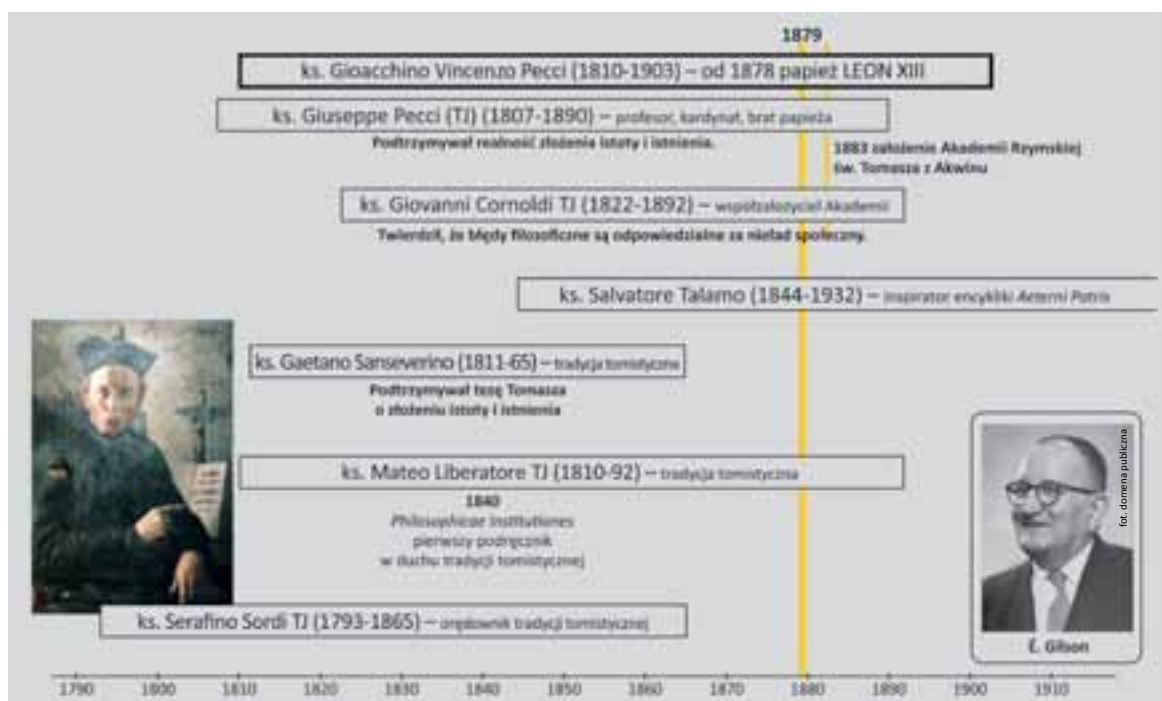 1879
ks. Gioacchino Vincenzo Pecci (1810-1903) – od 1878 papież LEON XIII
ks. Giuseppe Pecci (TJ) (1807-1890) – profesor, kardynał, brat papieża
Podtrzymywał realność złożenia istoty i istnienia.
1883 założenie Akademii Rzymskiej
św. Tomasza z Akwinu
ks. Giovanni Cornoldi TJ (1822-1892) – współzałożyciel Akademii
Twierdził, że błędy filozoficzne są odpowiedzialne za nieład społeczny.
ks. Salvatore Talamo (1844-1932) – inspirator encykliki Aeterni Patris
ks. Gaetano Sanseverino (1811-65) – tradycja tomistyczna
Podtrzymywał tezę Tomasza
o złożeniu istoty i istnienia
ks. Mateo Liberatore TJ (1810-92) – tradycja tomistyczna
1840
Philosophicae Institutiones
pierwszy podręcznik
w duchu tradycji tomistycznej
ks. Serafino Sordi TJ (1793-1865) – orędownik tradycji tomistycznej
fot. domena publiczna
É. Gilson
1790 1800 1810 1820 1830 1840 1850 1860 1870 1880 1890 1900 1910